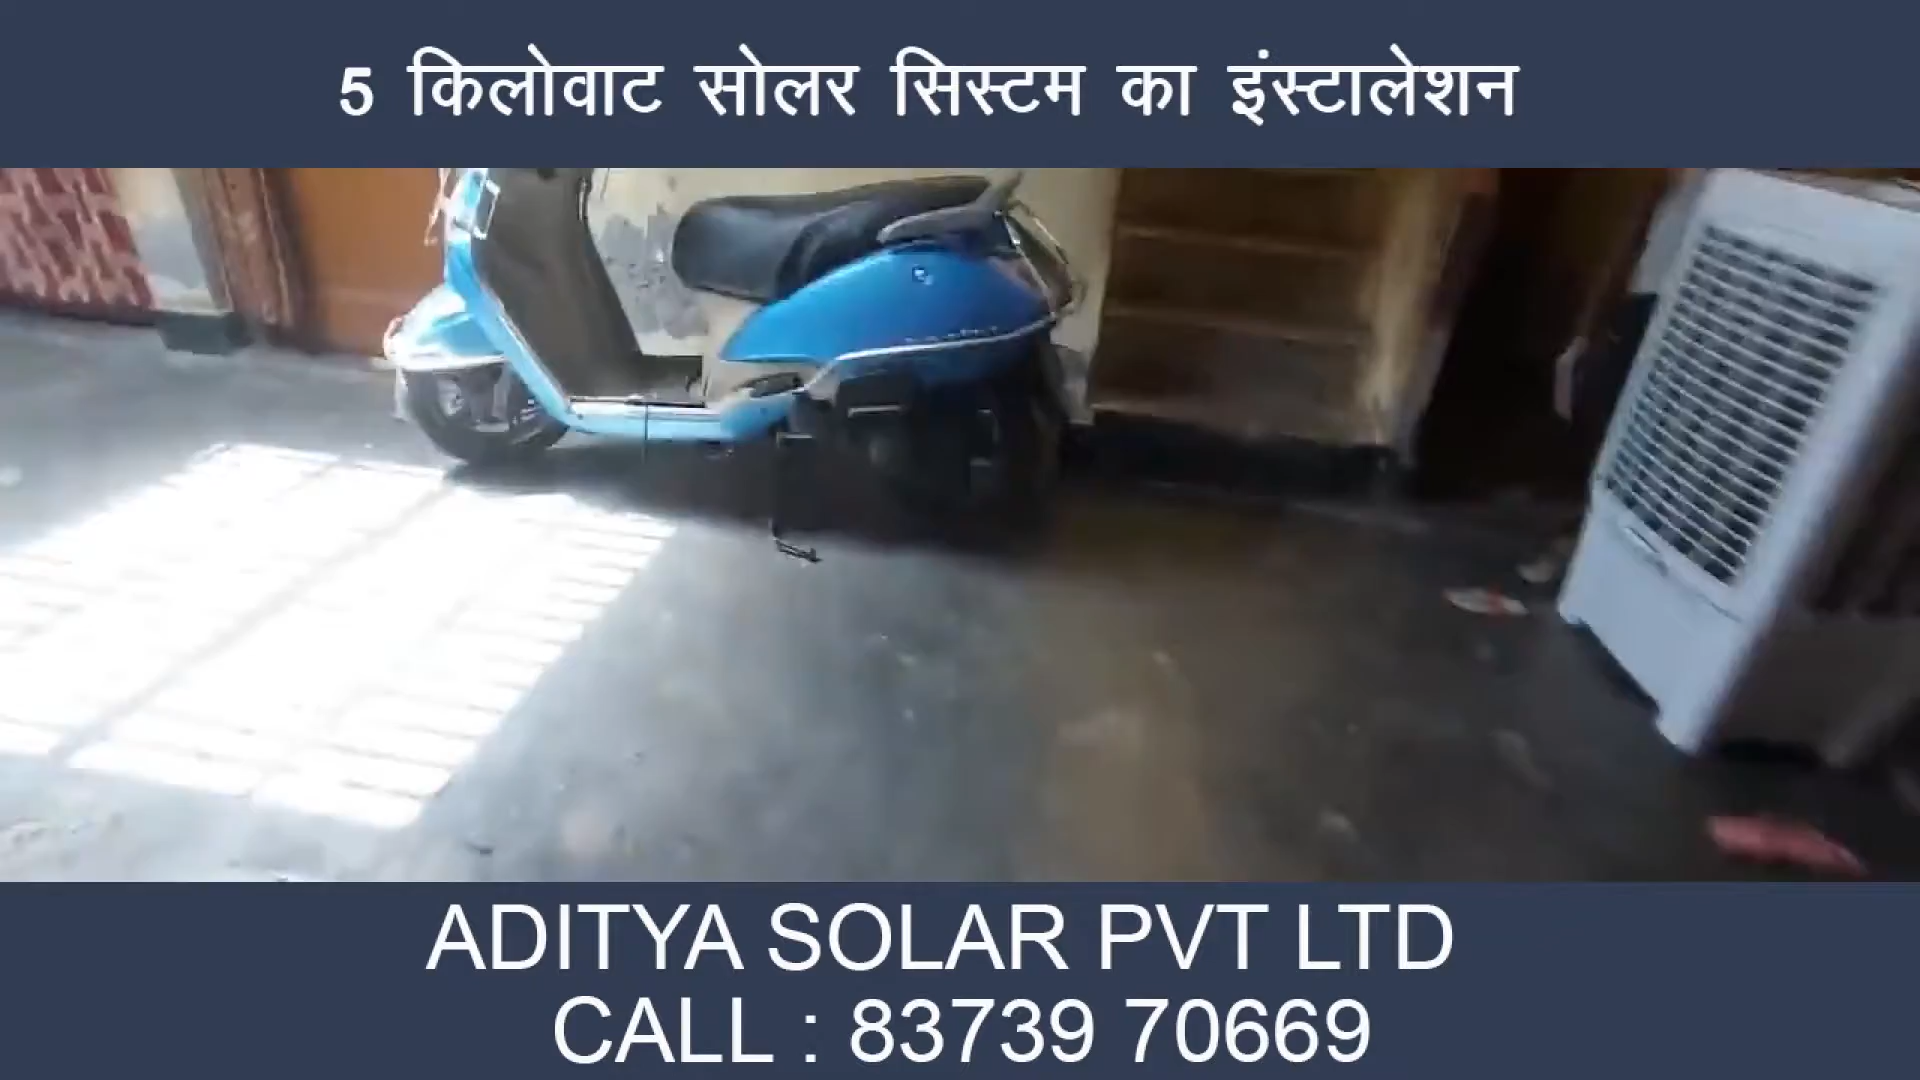 5 किलोवाट सोलर सिस्टम का इंस्टालेशन
ADITYA SOLAR PVT LTD
CALL : 83739 70669